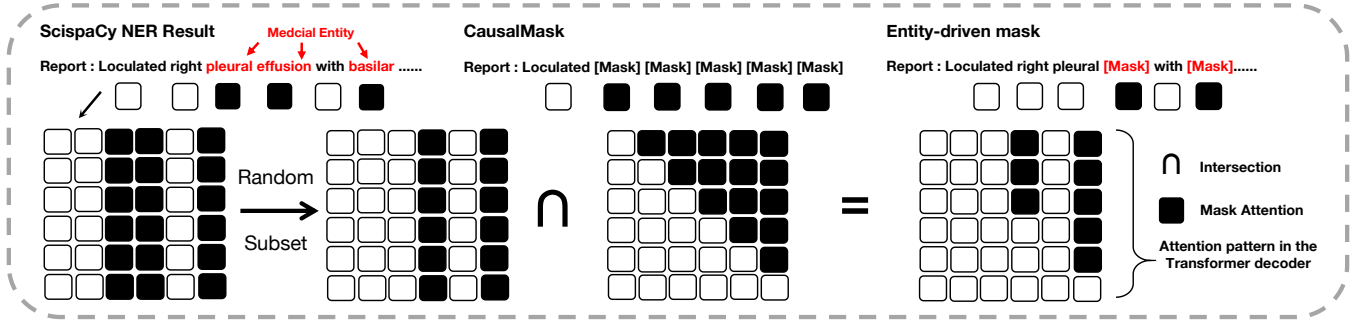 ScispaCy NER Result
Medcial Entity
Report : Loculated right pleural effusion with basilar ......
Random
Subset
CausalMask
Report : Loculated [Mask] [Mask] [Mask] [Mask] [Mask]
∩
=
Entity-driven mask
Report : Loculated right pleural [Mask] with [Mask]......
∩ Intersection
Mask Attention
Attention pattern in the
Transformer decoder